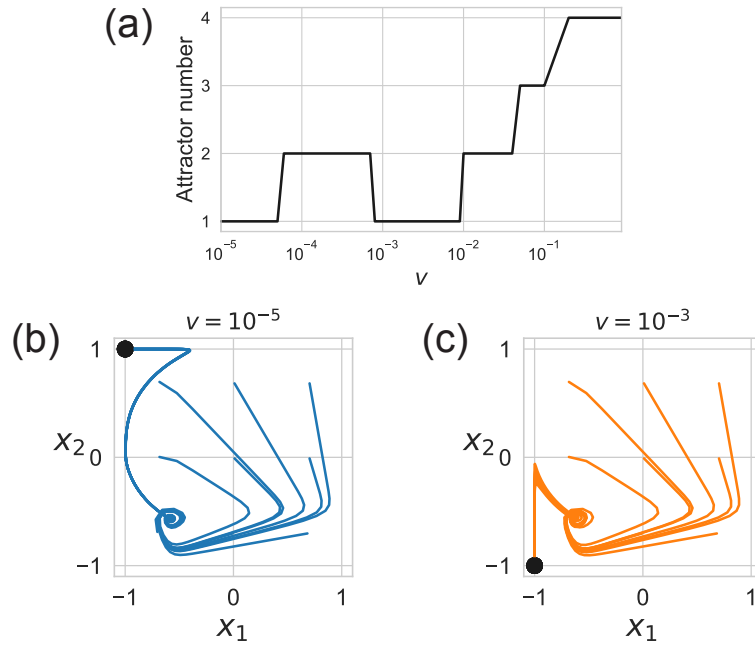 (a)
Attractor number
4
3
2
1
10⁻⁵ 10⁻⁴ 10⁻³ 10⁻² 10⁻¹
v
(b)
v = 10⁻⁵
1
x₂ 0
−1
−1 0 1
x₁
(c)
v = 10⁻³
1
x₂ 0
−1
−1 0 1
x₁